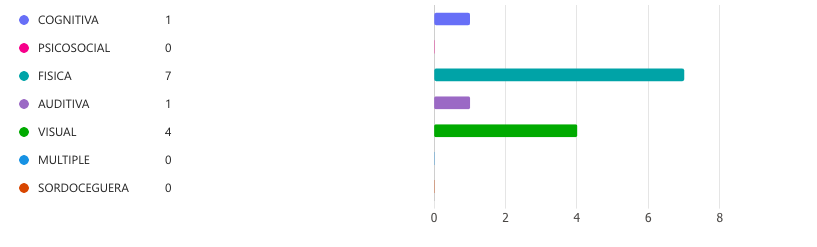 COGNITIVA 1
PSICOSOCIAL 0
FISICA 7
AUDITIVA 1
VISUAL 4
MULTIPLE 0
SORDOCEGUERA 0
0 2 4 6 8